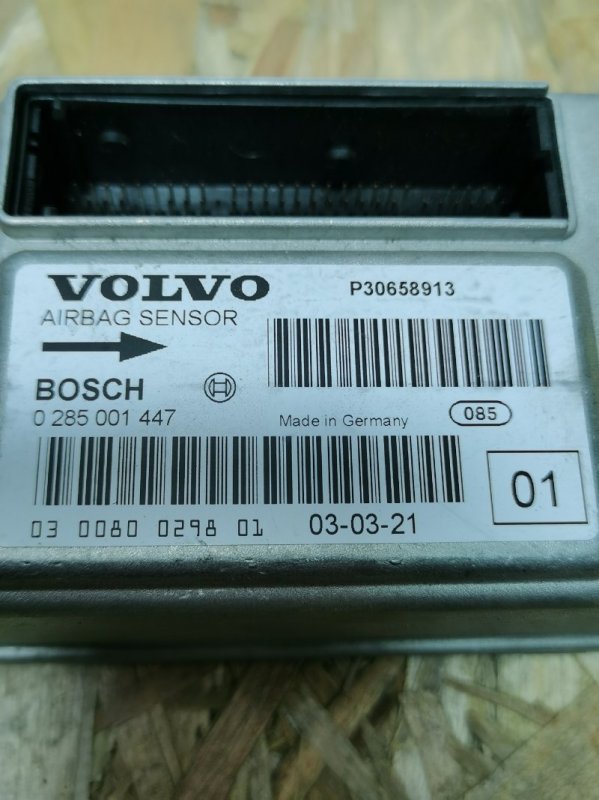 VOLVO P30658913
AIRBAG SENSOR
BOSCH
0 285 001 447 Made in Germany 085
01
03 0080 0298 01 03-03-21